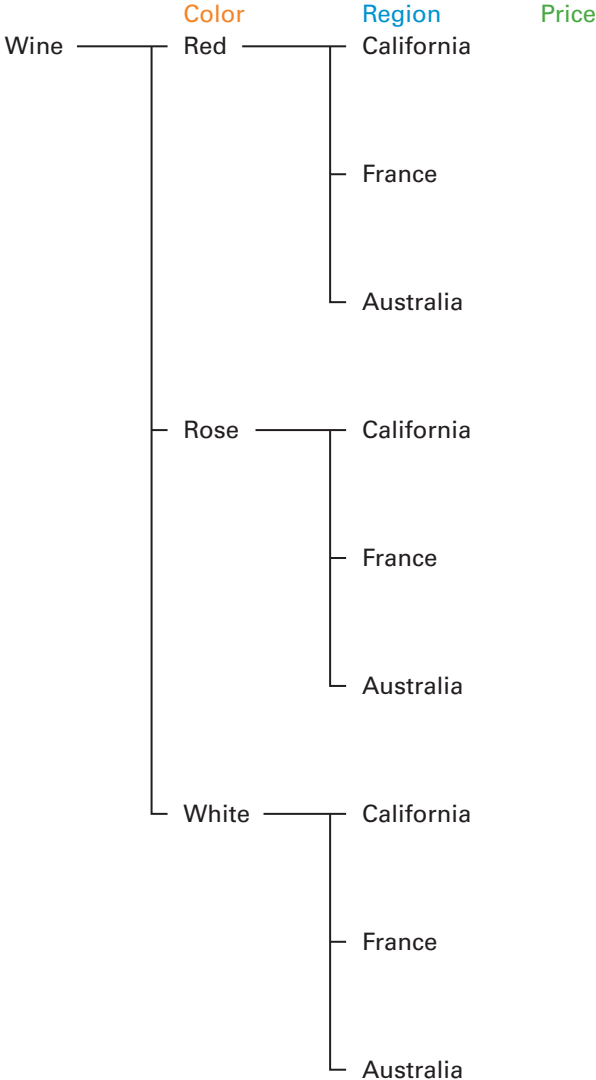 Color Region Price
Wine Red California
France
Australia
Rose California
France
Australia
White California
France
Australia